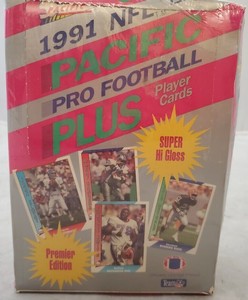 1991 NFL
PACIFIC
PRO FOOTBALL
Player
Cards
PLUS
SUPER
Hi Gloss
Premier
Edition